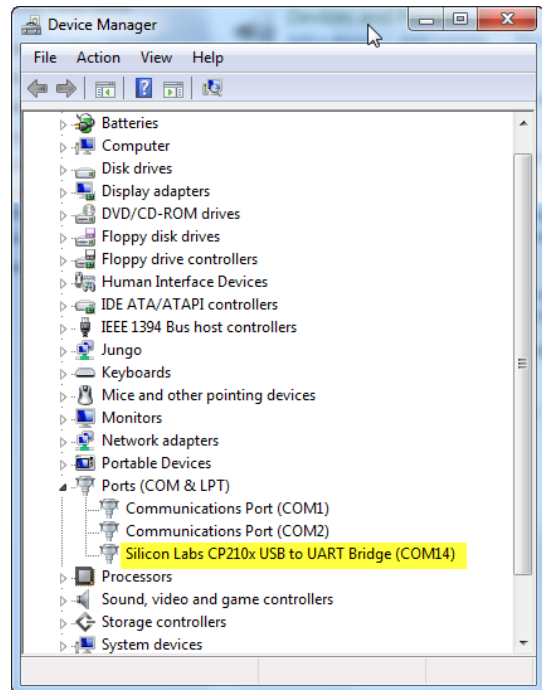 Device Manager
File Action View Help
Batteries
Computer
Disk drives
Display adapters
DVD/CD-ROM drives
Floppy disk drives
Floppy drive controllers
Human Interface Devices
IDE ATA/ATAPI controllers
IEEE 1394 Bus host controllers
Jungo
Keyboards
Mice and other pointing devices
Monitors
Network adapters
Portable Devices
Ports (COM & LPT)
Communications Port (COM1)
Communications Port (COM2)
Silicon Labs CP210x USB to UART Bridge (COM14)
Processors
Sound, video and game controllers
Storage controllers
System devices